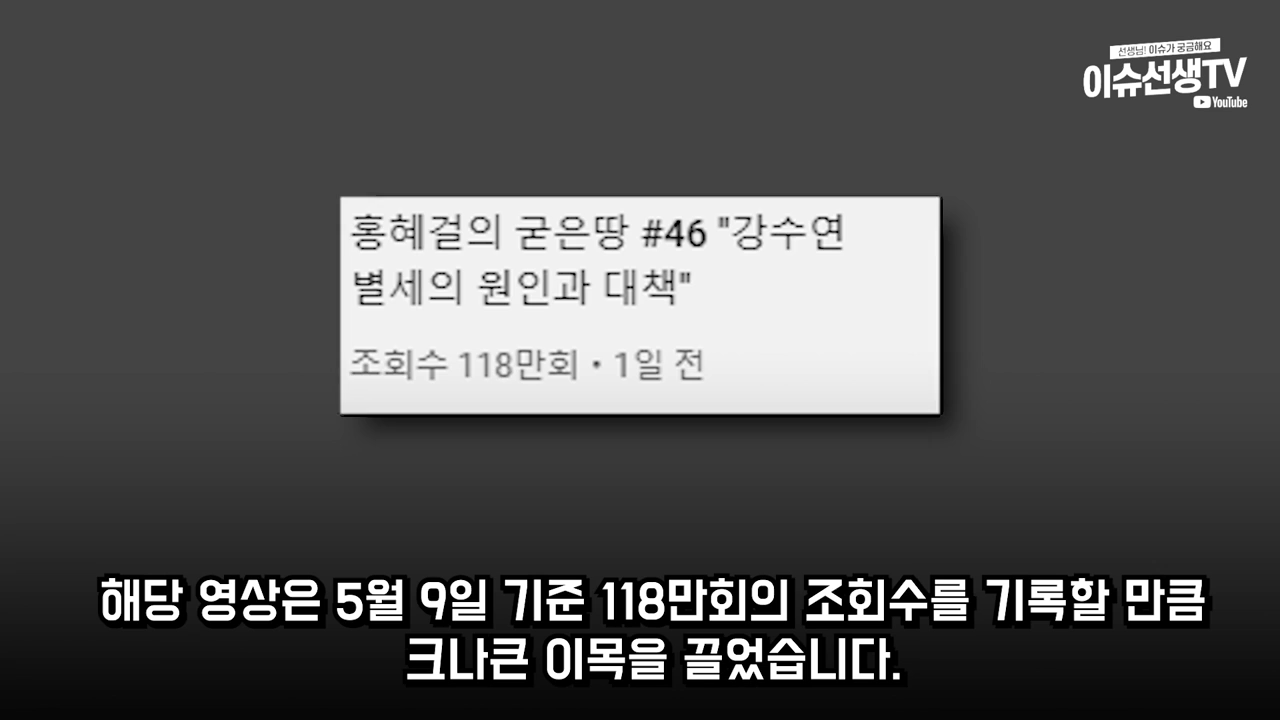 선생님! 이슈가 궁금해요
이슈선생TV
YouTube
홍혜걸의 굳은땅 #46 "강수연
별세의 원인과 대책"
조회수 118만회 • 1일 전
해당 영상은 5월 9일 기준 118만회의 조회수를 기록할 만큼
크나큰 이목을 끌었습니다.